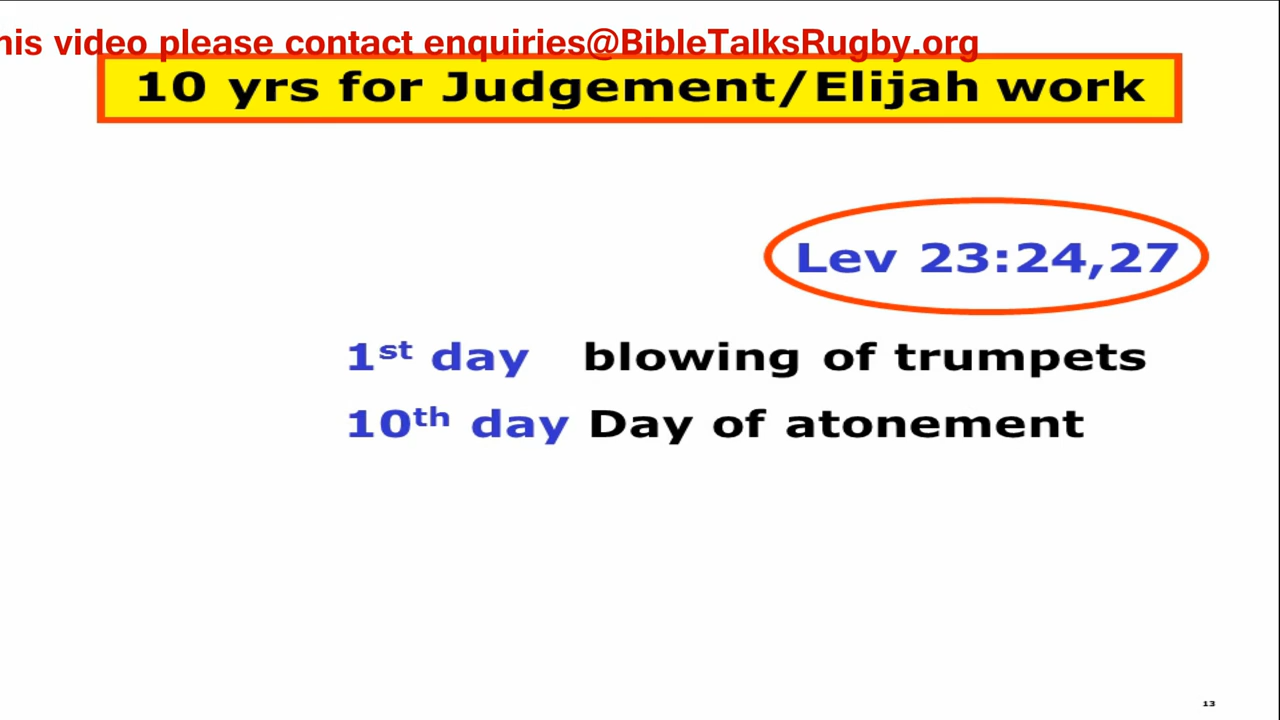 his video please contact enquiries@BibleTalksRugby.org
10 yrs for Judgement/Elijah work
Lev 23:24,27
1st day blowing of trumpets
10th day Day of atonement
13